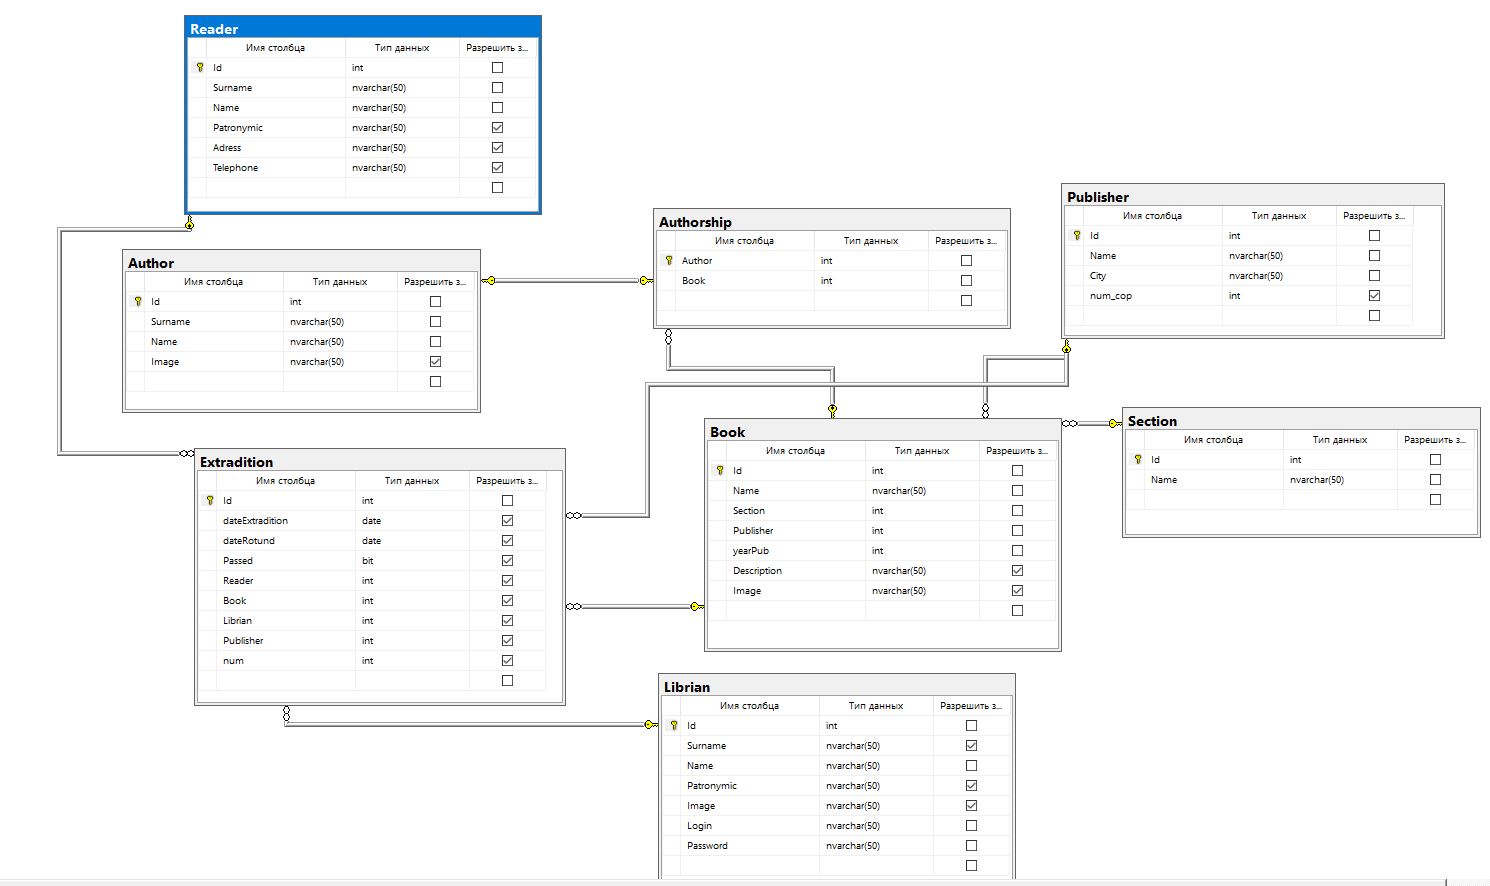 Reader
Имя столбца Тип данных Разрешить з...
Id int
Surname nvarchar(50)
Name nvarchar(50)
Patronymic nvarchar(50)
Adress nvarchar(50)
Telephone nvarchar(50)
Author
Имя столбца Тип данных Разрешить з...
Id int
Surname nvarchar(50)
Name nvarchar(50)
Image nvarchar(50)
Authorship
Имя столбца Тип данных Разрешить з...
Author int
Book int
Publisher
Имя столбца Тип данных Разрешить з...
Id int
Name nvarchar(50)
City nvarchar(50)
num_cop int
Extradition
Имя столбца Тип данных Разрешить з...
Id int
dateExtradition date
dateRotund date
Passed bit
Reader int
Book int
Librian int
Publisher int
num int
Book
Имя столбца Тип данных Разрешить з...
Id int
Name nvarchar(50)
Section int
Publisher int
yearPub int
Description nvarchar(50)
Image nvarchar(50)
Section
Имя столбца Тип данных Разрешить з...
Id int
Name nvarchar(50)
Librian
Имя столбца Тип данных Разрешить з...
Id int
Surname nvarchar(50)
Name nvarchar(50)
Patronymic nvarchar(50)
Image nvarchar(50)
Login nvarchar(50)
Password nvarchar(50)